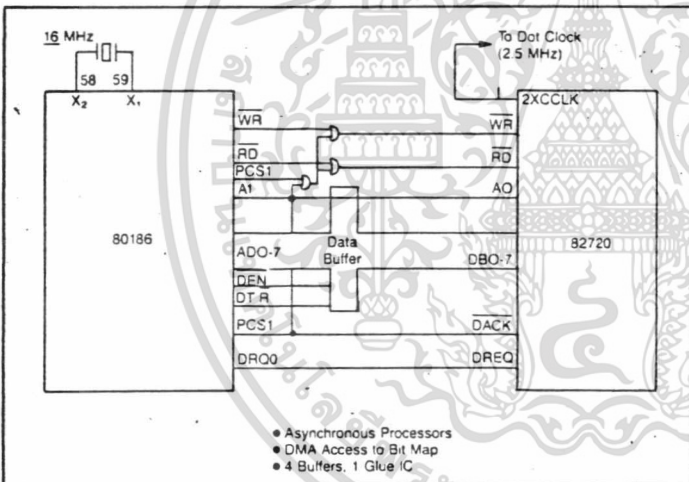 16 MHz
To Dot Clock
(2.5 MHz)
58 59
X₂ X₁
2XCCLK
WR WR
RD RD
PCS1
A1 AO
80186
ADO-7
Data
Buffer
DBO-7
82720
DEN
DT R
PCS1 DACK
DRQ0 DREQ
• Asynchronous Processors
• DMA Access to Bit Map
• 4 Buffers, 1 Glue IC